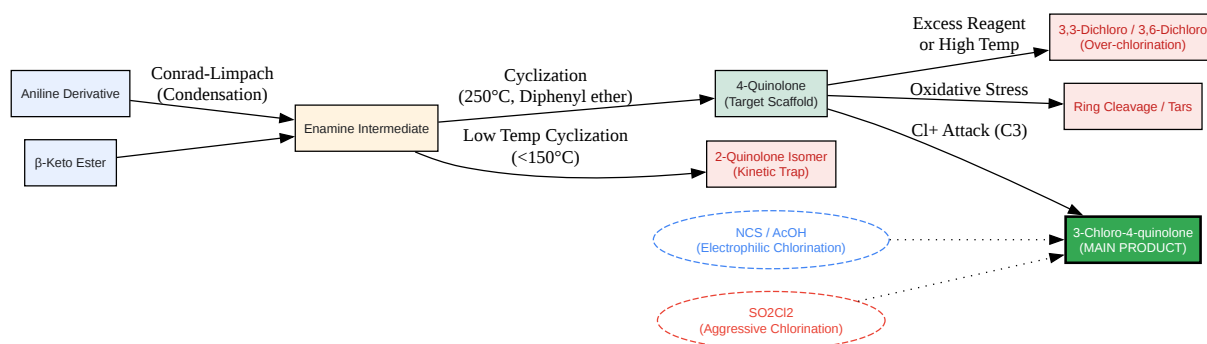 Aniline Derivative
β-Keto Ester
Conrad-Limpach
(Condensation)
Enamine Intermediate
Cyclization
(250°C, Diphenyl ether)
Low Temp Cyclization
(<150°C)
4-Quinolone
(Target Scaffold)
2-Quinolone Isomer
(Kinetic Trap)
NCS / AcOH
(Electrophilic Chlorination)
SO2Cl2
(Aggressive Chlorination)
Excess Reagent
or High Temp
Oxidative Stress
Cl+ Attack (C3)
3,3-Dichloro / 3,6-Dichloro
(Over-chlorination)
Ring Cleavage / Tars
3-Chloro-4-quinolone
(MAIN PRODUCT)